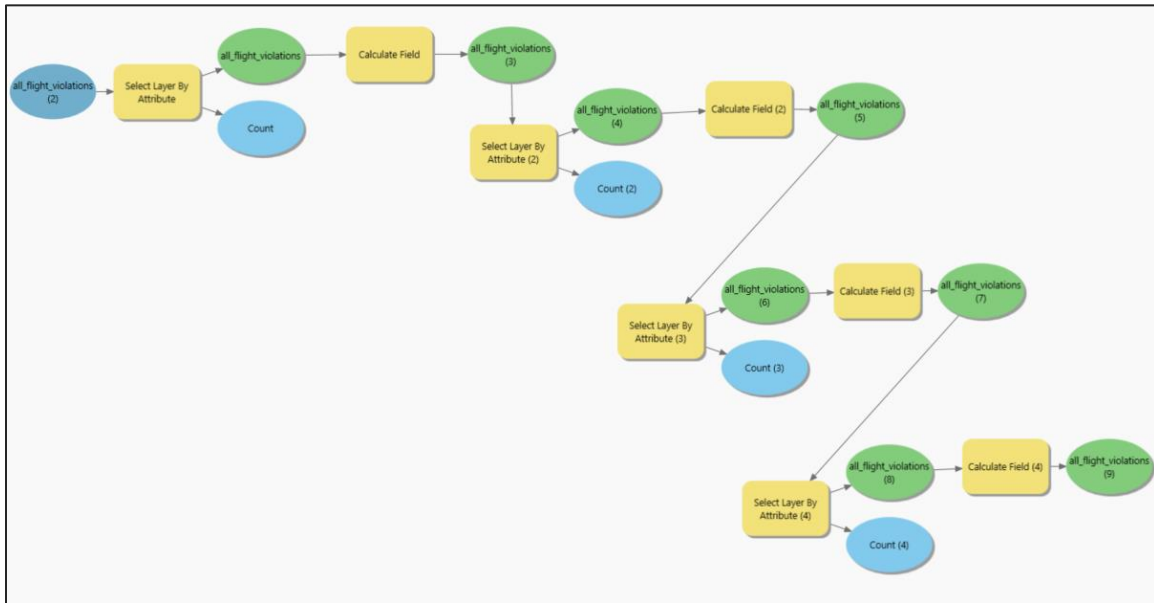 all_flight_violations
(2)
Select Layer By
Attribute
all_flight_violations
Count
Calculate Field
all_flight_violations
(3)
Select Layer By
Attribute (2)
all_flight_violations
(4)
Count (2)
Calculate Field (2)
all_flight_violations
(5)
Select Layer By
Attribute (3)
all_flight_violations
(6)
Count (3)
Calculate Field (3)
all_flight_violations
(7)
Select Layer By
Attribute (4)
all_flight_violations
(8)
Count (4)
Calculate Field (4)
all_flight_violations
(9)